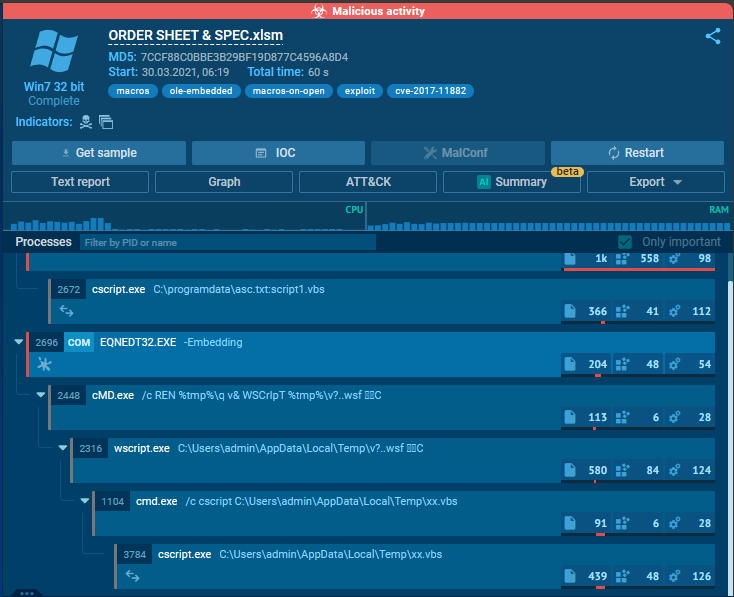 Malicious activity
ORDER SHEET & SPEC.xlsm
MD5: 7CCF88C0BBE3B29BF19D877C4596A8D4
Start: 30.03.2021, 06:19 Total time: 60 s
Win7 32 bit
Complete
macros ole-embedded macros-on-open exploit cve-2017-11882
Indicators:
Get sample IOC MalConf Restart
Text report Graph ATT&CK AI Summary beta Export
CPU RAM
Processes Filter by PID or name Only important
1k 558 98
2672 cscript.exe C:\programdata\asc.txt:script1.vbs
366 41 112
2696 COM EQNEDT32.EXE -Embedding
204 48 54
2448 cMD.exe /c REN %tmp%\q v& WSCrIpT %tmp%\v?..wsf ▯▯C
113 6 28
2316 wscript.exe C:\Users\admin\AppData\Local\Temp\v?..wsf ▯▯C
580 84 124
1104 cmd.exe /c cscript C:\Users\admin\AppData\Local\Temp\xx.vbs
91 6 28
3784 cscript.exe C:\Users\admin\AppData\Local\Temp\xx.vbs
439 48 126